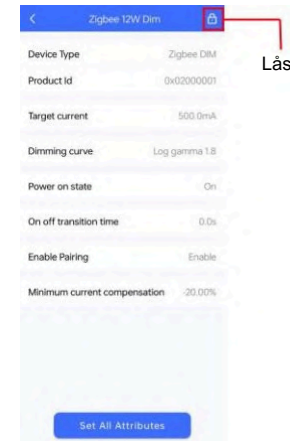 Zigbee 12W Dim
Lås
Device Type Zigbee DIM
Product Id 0x02000001
Target current 500.0mA
Dimming curve Log gamma 1.8
Power on state On
On off transition time 0.0s
Enable Pairing Enable
Minimum current compensation -20.00%
Set All Attributes